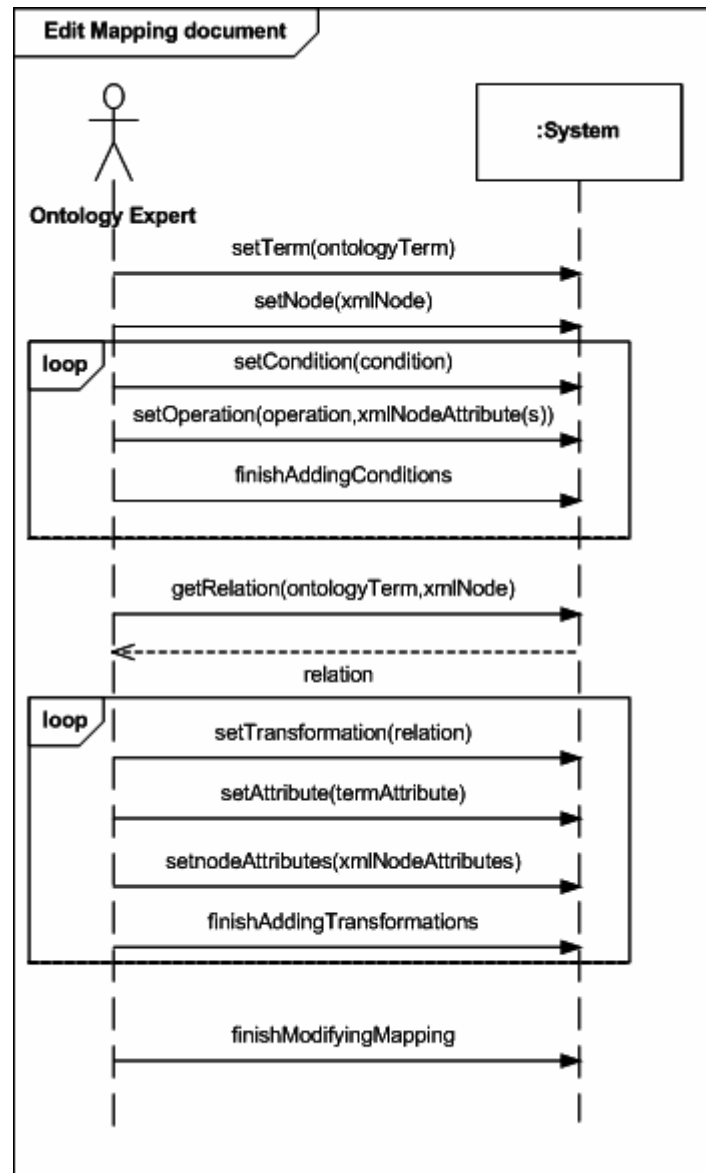 Edit Mapping document
:System
Ontology Expert
setTerm(ontologyTerm)
setNode(xmlNode)
loop
setCondition(condition)
setOperation(operation,xmlNodeAttribute(s))
finishAddingConditions
getRelation(ontologyTerm,xmlNode)
relation
loop
setTransformation(relation)
setAttribute(termAttribute)
setnodeAttributes(xmlNodeAttributes)
finishAddingTransformations
finishModifyingMapping